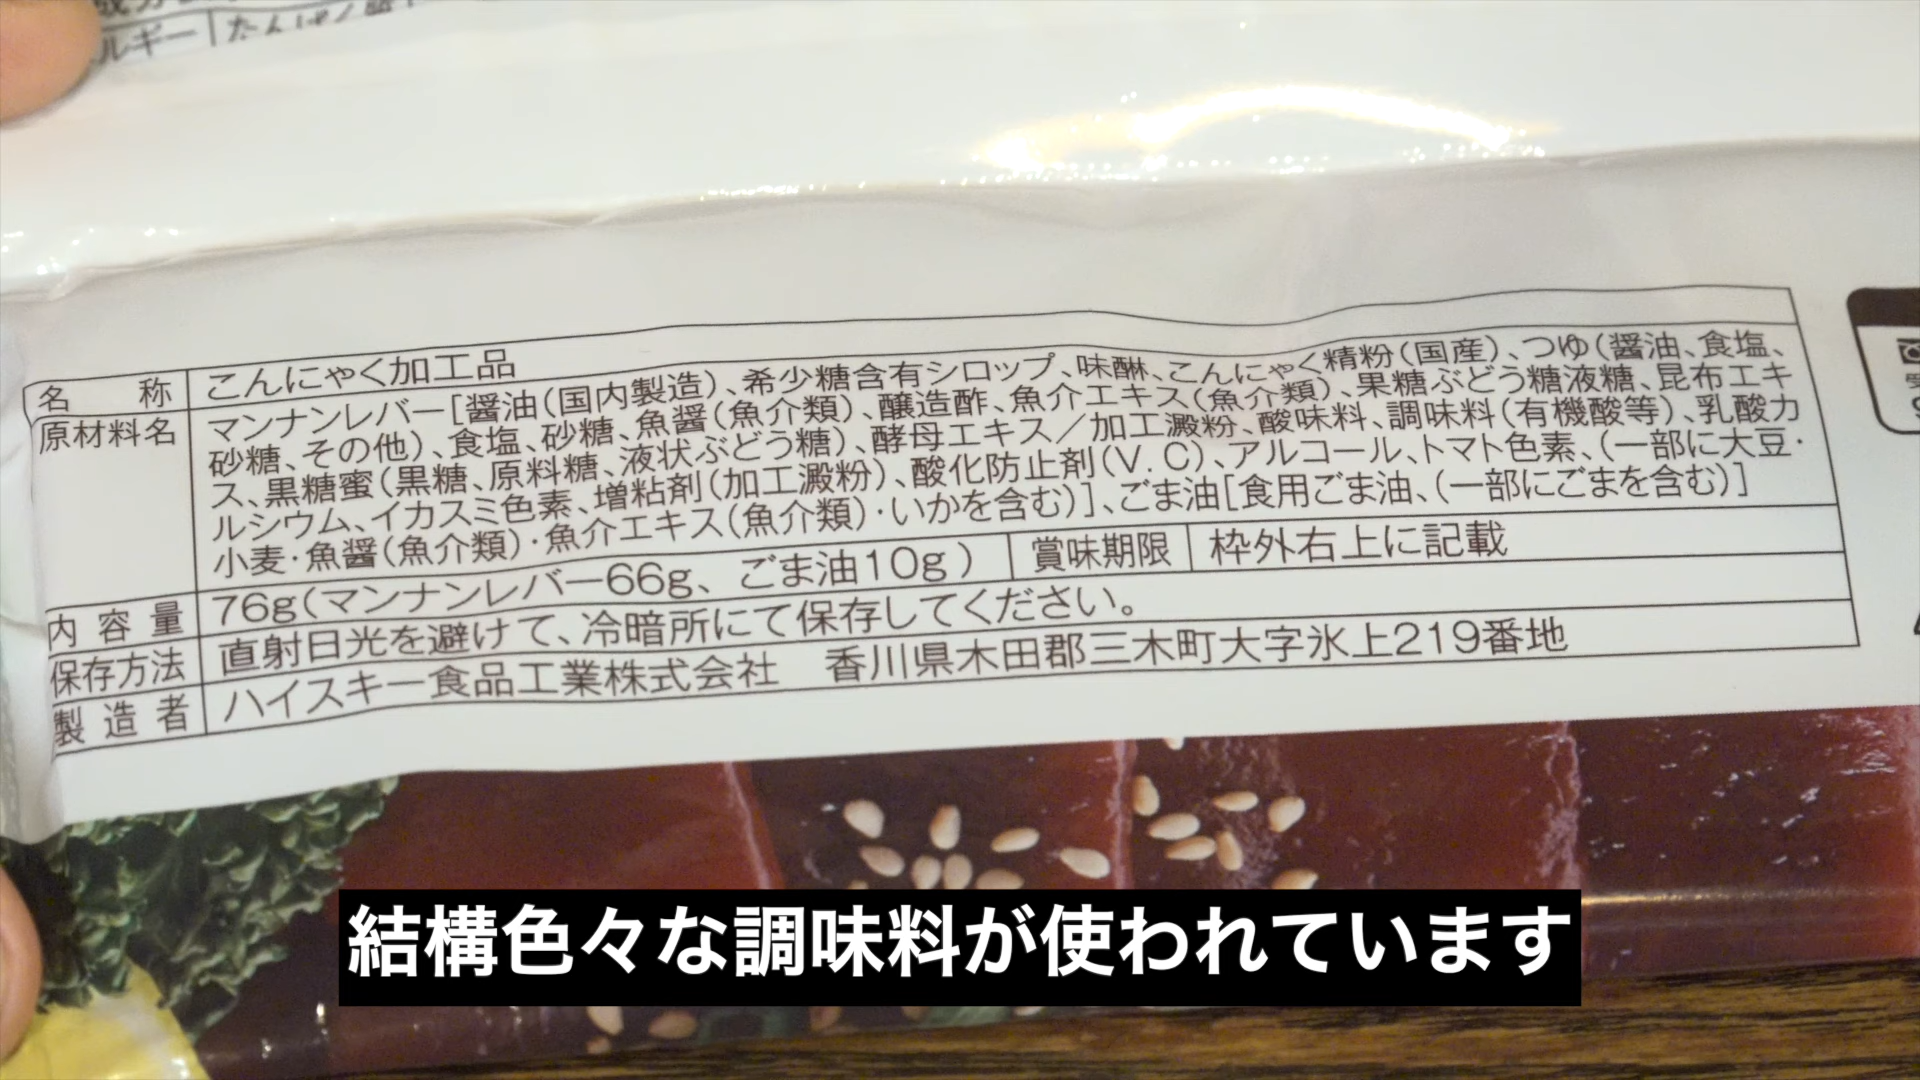 ルギー
たんぱく
名称 こんにゃく加工品
原材料名 マンナンレバー[醤油(国内製造)、希少糖含有シロップ、味醂、こんにゃく精粉(国産)、つゆ(醤油、食塩、
砂糖、その他)、食塩、砂糖、魚醤(魚介類)、醸造酢、魚介エキス(魚介類)、果糖ぶどう糖液糖、昆布エキ
ス、黒糖蜜(黒糖、原料糖、液状ぶどう糖)、酵母エキス/加工澱粉、酸味料、調味料(有機酸等)、乳酸カ
ルシウム、イカスミ色素、増粘剤(加工澱粉)、酸化防止剤(V.C)、アルコール、トマト色素、(一部に大豆・
小麦・魚醤(魚介類)・魚介エキス(魚介類)・いかを含む)]、ごま油[食用ごま油、(一部にごまを含む)]
内容量 76g(マンナンレバー66g、ごま油10g) 賞味期限 枠外右上に記載
保存方法 直射日光を避けて、冷暗所にて保存してください。
製造者 ハイスキー食品工業株式会社 香川県木田郡三木町大字氷上219番地
結構色々な調味料が使われています